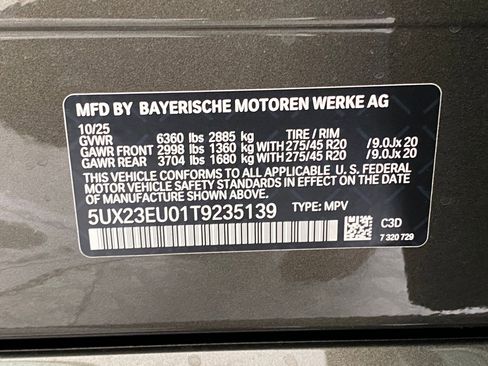 MFD BY BAYERISCHE MOTOREN WERKE AG
10/25
GVWR 6360 lbs 2885 kg TIRE / RIM
GAWR FRONT 2998 lbs 1360 kg WITH 275/45 R20 / 9.0Jx 20
GAWR REAR 3704 lbs 1680 kg WITH 275/45 R20 / 9.0Jx 20
THIS VEHICLE CONFORMS TO ALL APPLICABLE U. S. FEDERAL
MOTOR VEHICLE SAFETY STANDARDS IN EFFECT ON THE DATE
OF MANUFACTURE SHOWN ABOVE.
5UX23EU01T9235139 TYPE: MPV
C3D
7 320 729